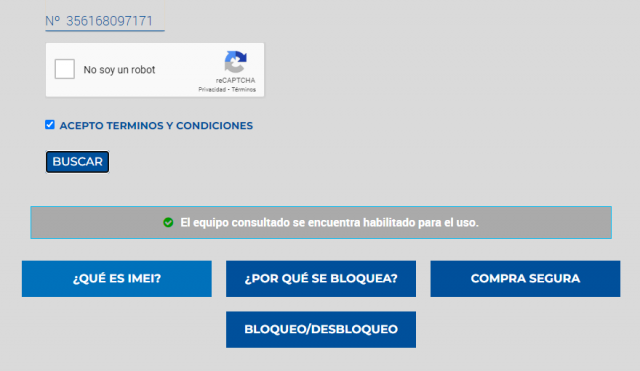 Nº 356168097171
No soy un robot
reCAPTCHA
Privacidad - Términos
ACEPTO TERMINOS Y CONDICIONES
BUSCAR
El equipo consultado se encuentra habilitado para el uso.
¿QUÉ ES IMEI?
¿POR QUÉ SE BLOQUEA?
COMPRA SEGURA
BLOQUEO/DESBLOQUEO